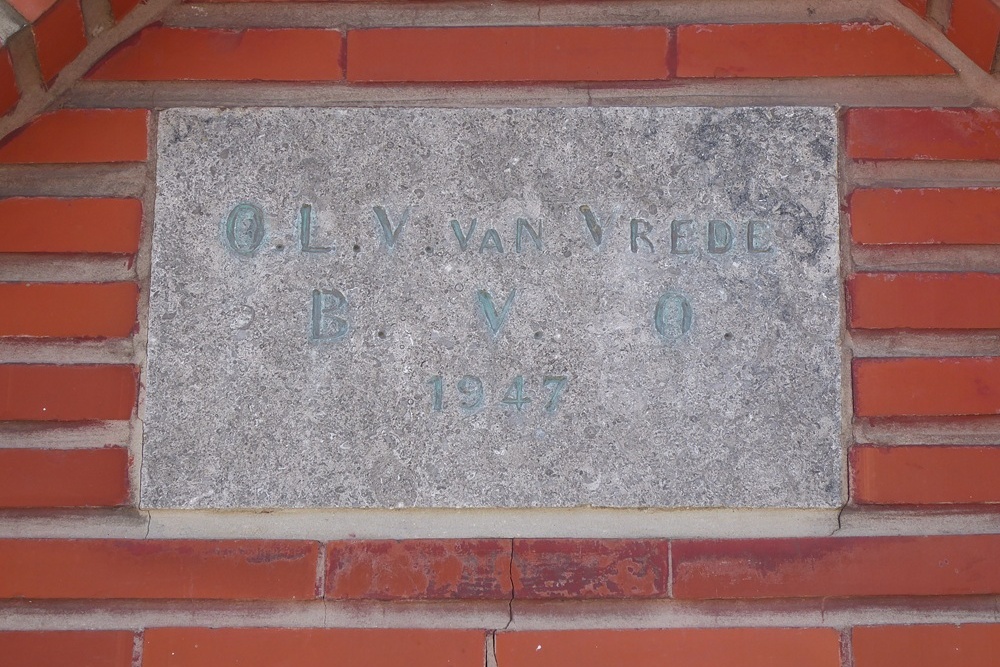 O.L.V. VAN VREDE
B. V. O.
1947